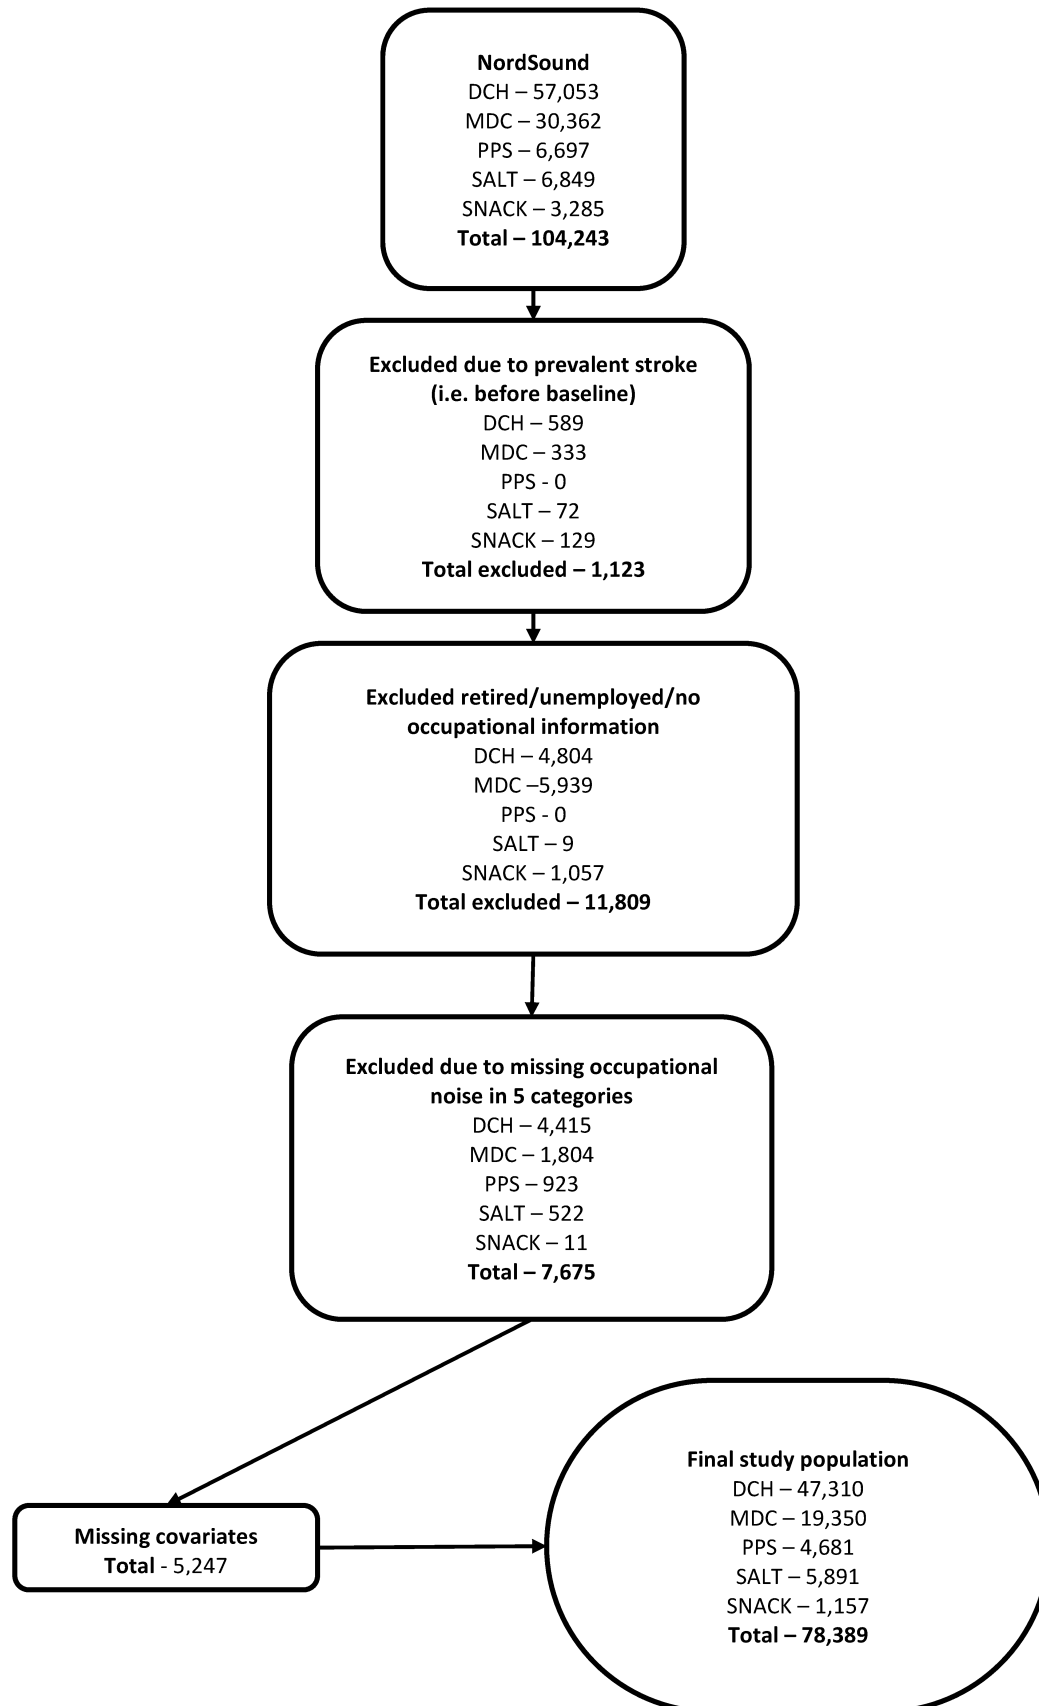 NordSound
DCH – 57,053
MDC – 30,362
PPS – 6,697
SALT – 6,849
SNACK – 3,285
Total – 104,243
Excluded due to prevalent stroke
(i.e. before baseline)
DCH – 589
MDC – 333
PPS - 0
SALT – 72
SNACK – 129
Total excluded – 1,123
Excluded retired/unemployed/no
occupational information
DCH – 4,804
MDC –5,939
PPS - 0
SALT – 9
SNACK – 1,057
Total excluded – 11,809
Excluded due to missing occupational
noise in 5 categories
DCH – 4,415
MDC – 1,804
PPS – 923
SALT – 522
SNACK – 11
Total – 7,675
Missing covariates
Total - 5,247
Final study population
DCH – 47,310
MDC – 19,350
PPS – 4,681
SALT – 5,891
SNACK – 1,157
Total – 78,389